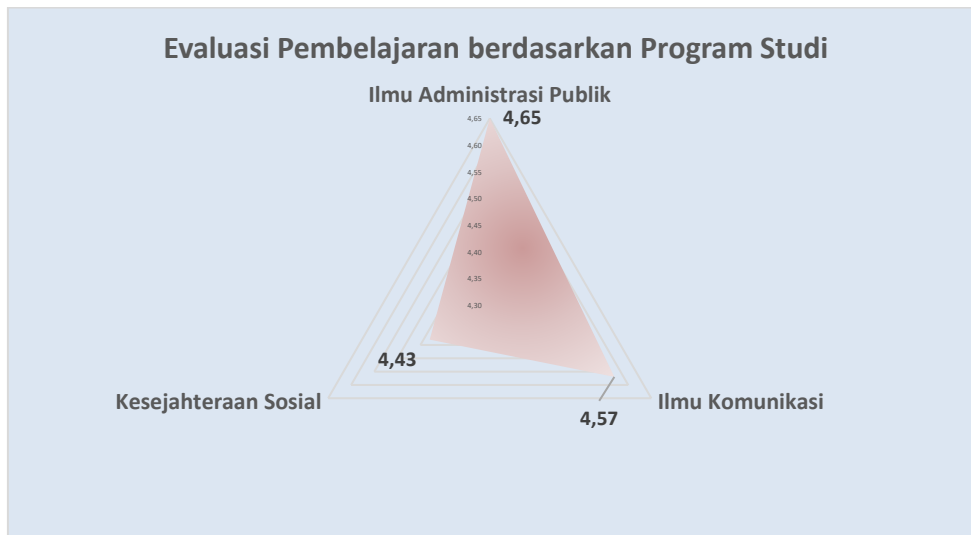 Evaluasi Pembelajaran berdasarkan Program Studi
Ilmu Administrasi Publik
4,65
4,65
4,60
4,55
4,50
4,45
4,40
4,35
4,30
4,43
Kesejahteraan Sosial
Ilmu Komunikasi
4,57